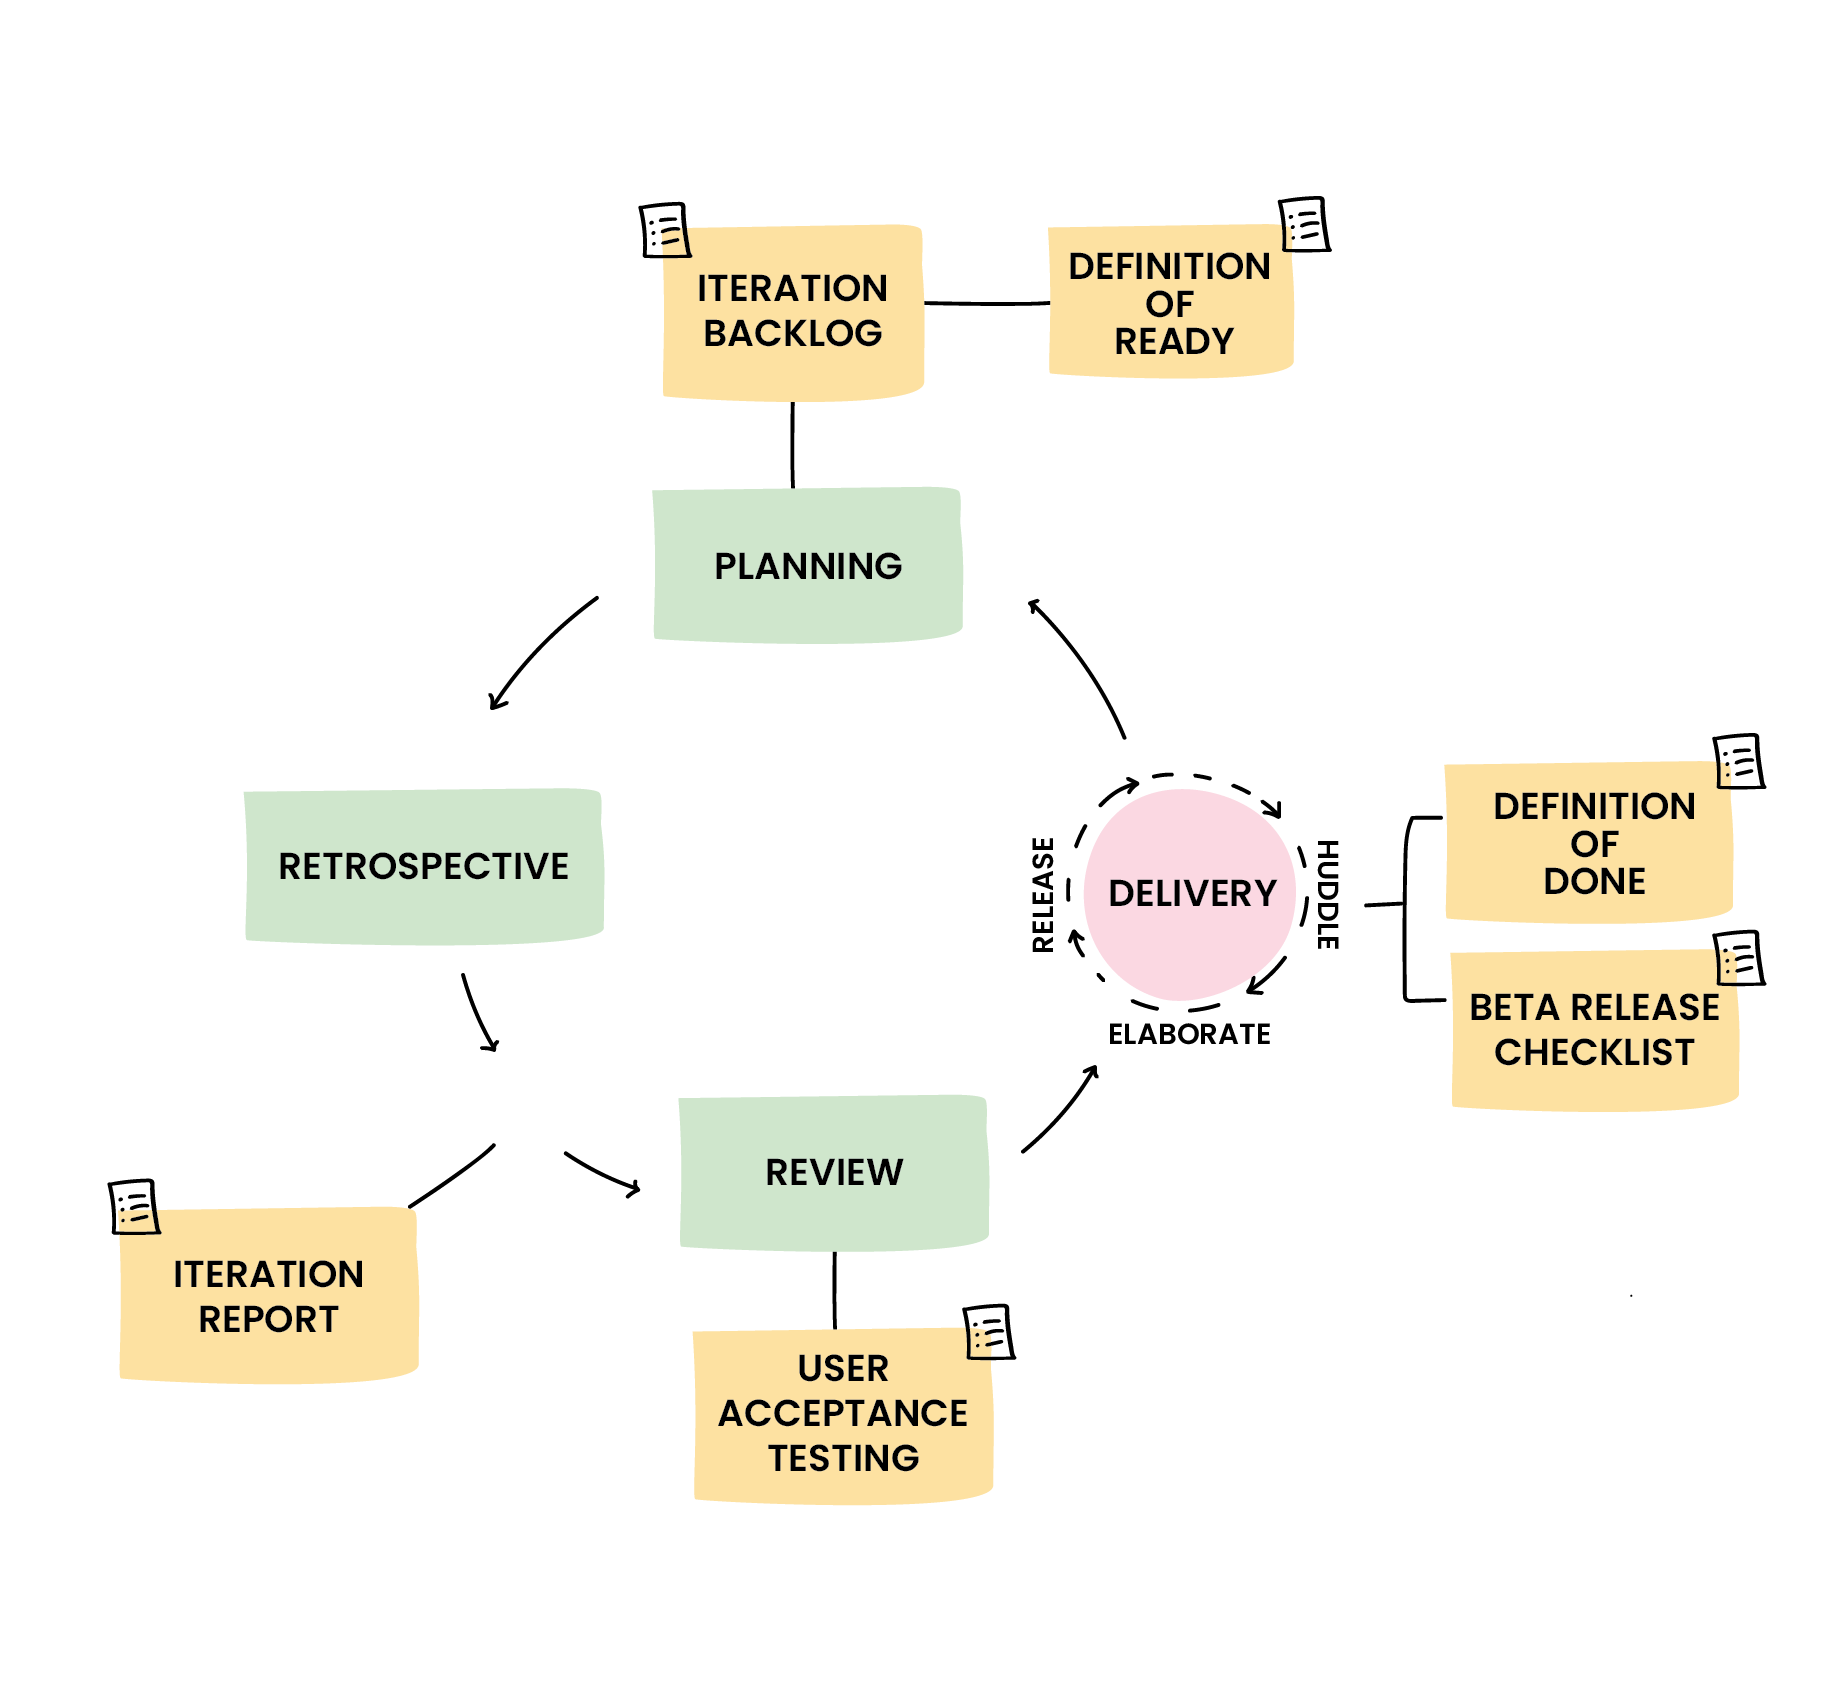 ITERATION
BACKLOG
DEFINITION
OF
READY
PLANNING
RETROSPECTIVE
RELEASE
DELIVERY
HUDDLE
ELABORATE
DEFINITION
OF
DONE
BETA RELEASE
CHECKLIST
REVIEW
ITERATION
REPORT
USER
ACCEPTANCE
TESTING